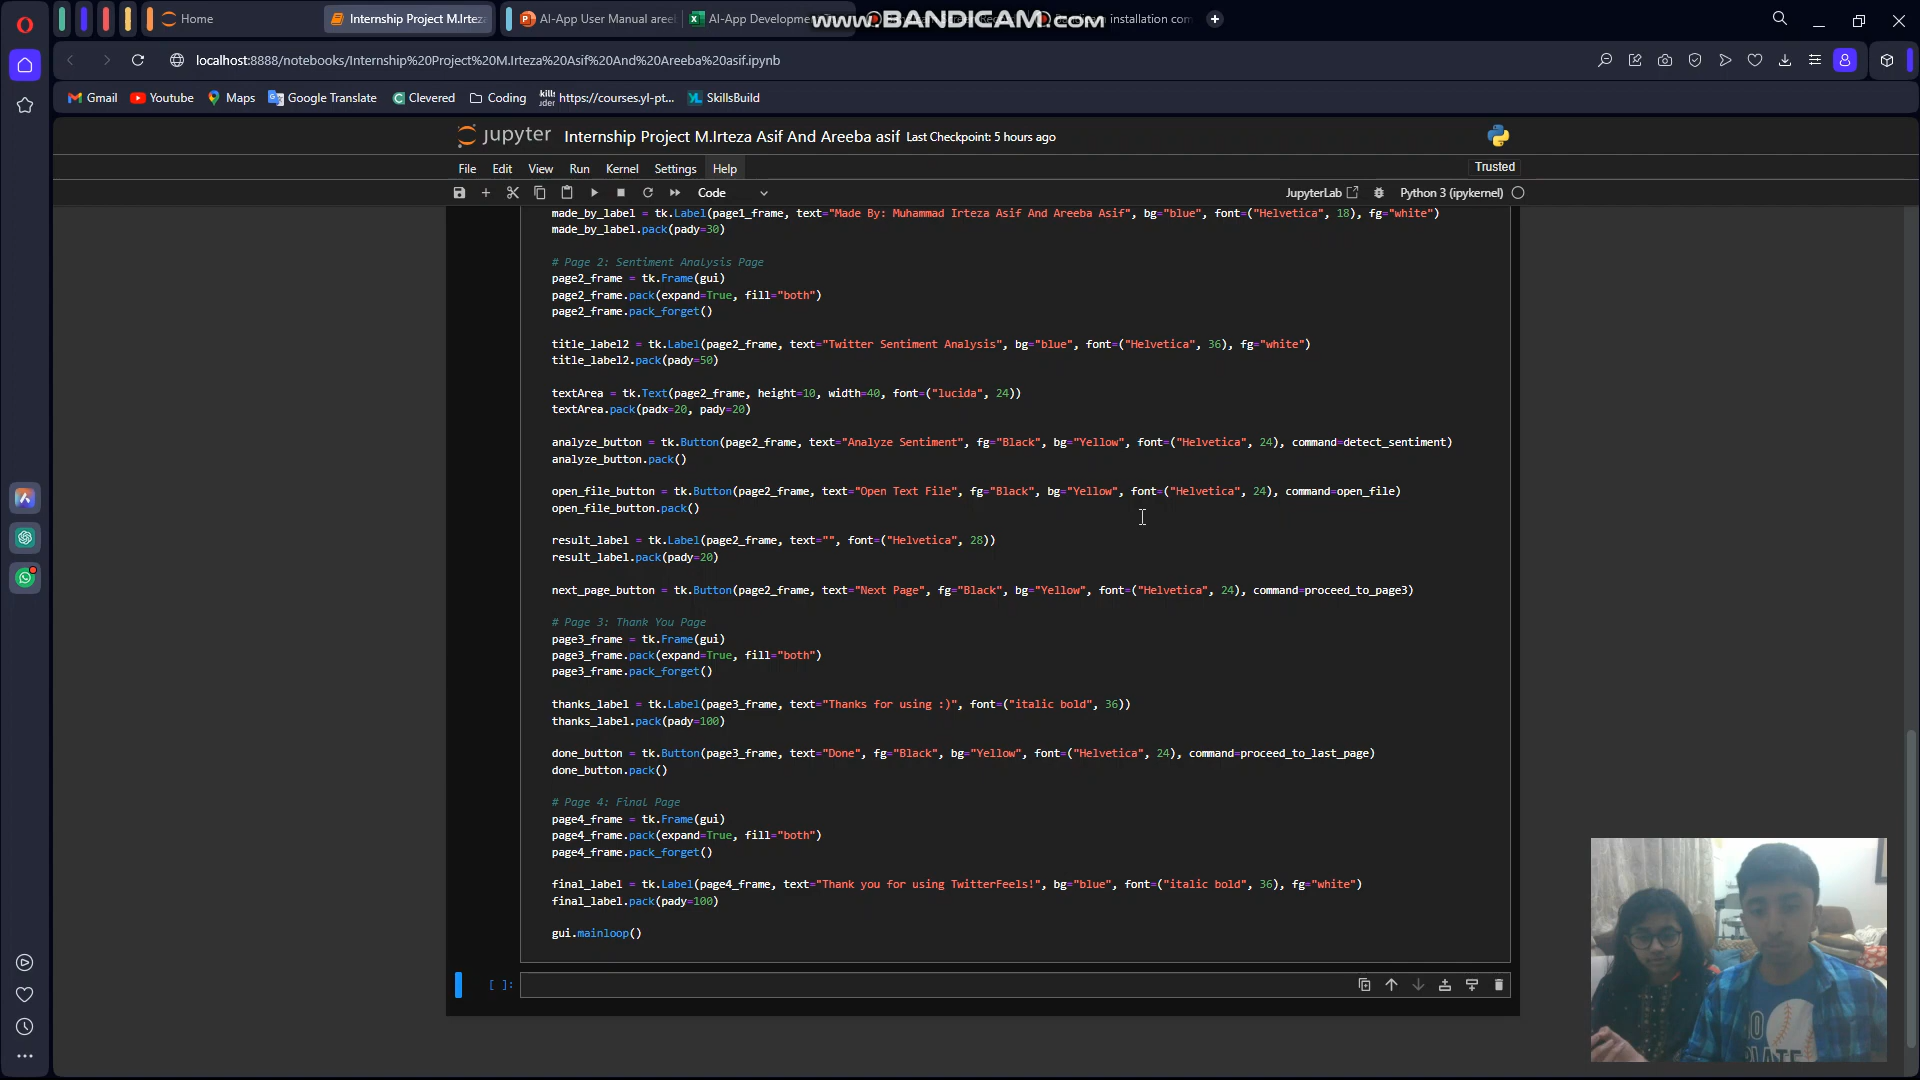 Home
Internship Project M.Irteza
AI-App User Manual aree
AI-App Developme
www.BANDICAM.com
installation com
localhost:8888/notebooks/Internship%20Project%20M.Irteza%20Asif%20And%20Areeba%20asif.ipynb
Gmail
Youtube
Maps
Google Translate
Clevered
Coding
https://courses.yl-pt...
SkillsBuild
jupyter Internship Project M.Irteza Asif And Areeba asif Last Checkpoint: 5 hours ago
File Edit View Run Kernel Settings Help
Trusted
Code
JupyterLab
Python 3 (ipykernel)
made_by_label = tk.Label(page1_frame, text="Made By: Muhammad Irteza Asif And Areeba Asif", bg="blue", font=("Helvetica", 18), fg="white")
made_by_label.pack(pady=30)
# Page 2: Sentiment Analysis Page
page2_frame = tk.Frame(gui)
page2_frame.pack(expand=True, fill="both")
page2_frame.pack_forget()
title_label2 = tk.Label(page2_frame, text="Twitter Sentiment Analysis", bg="blue", font=("Helvetica", 36), fg="white")
title_label2.pack(pady=50)
textArea = tk.Text(page2_frame, height=10, width=40, font=("lucida", 24))
textArea.pack(padx=20, pady=20)
analyze_button = tk.Button(page2_frame, text="Analyze Sentiment", fg="Black", bg="Yellow", font=("Helvetica", 24), command=detect_sentiment)
analyze_button.pack()
open_file_button = tk.Button(page2_frame, text="Open Text File", fg="Black", bg="Yellow", font=("Helvetica", 24), command=open_file)
open_file_button.pack()
result_label = tk.Label(page2_frame, text="", font=("Helvetica", 28))
result_label.pack(pady=20)
next_page_button = tk.Button(page2_frame, text="Next Page", fg="Black", bg="Yellow", font=("Helvetica", 24), command=proceed_to_page3)
# Page 3: Thank You Page
page3_frame = tk.Frame(gui)
page3_frame.pack(expand=True, fill="both")
page3_frame.pack_forget()
thanks_label = tk.Label(page3_frame, text="Thanks for using :)", font=("italic bold", 36))
thanks_label.pack(pady=100)
done_button = tk.Button(page3_frame, text="Done", fg="Black", bg="Yellow", font=("Helvetica", 24), command=proceed_to_last_page)
done_button.pack()
# Page 4: Final Page
page4_frame = tk.Frame(gui)
page4_frame.pack(expand=True, fill="both")
page4_frame.pack_forget()
final_label = tk.Label(page4_frame, text="Thank you for using TwitterFeels!", bg="blue", font=("italic bold", 36), fg="white")
final_label.pack(pady=100)
gui.mainloop()
[ ]: